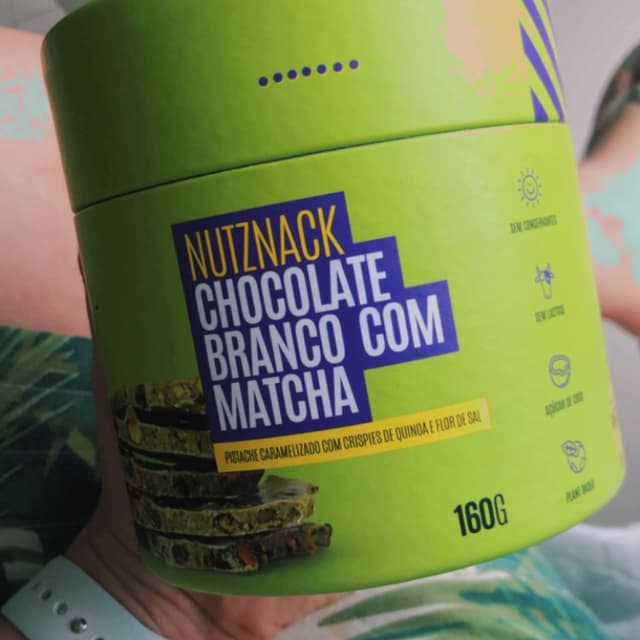 NUTZNACK
CHOCOLATE
BRANCO COM
MATCHA
PISTACHE CARAMELIZADO COM CRISPIES DE QUINOA E FLOR DE SAL
160G
SEM CONSERVANTES
SEM LACTOSE
AÇÚCAR DE COCO
PLANT BASED